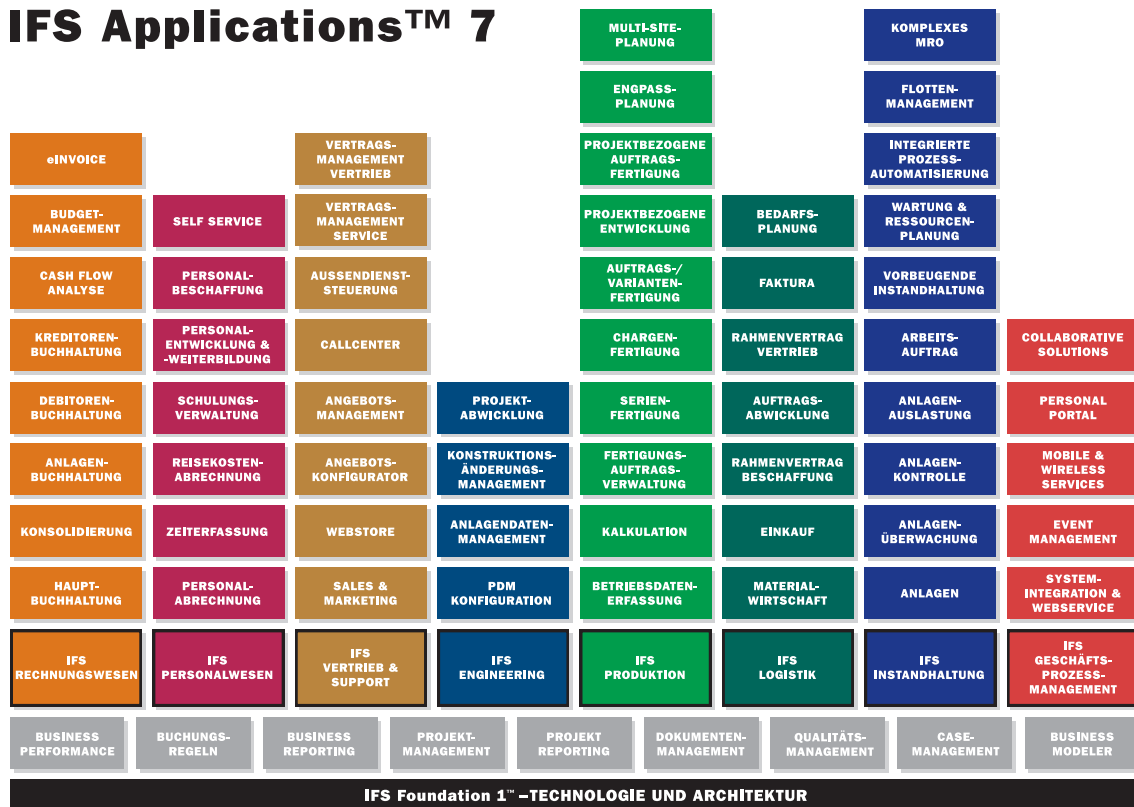 IFS Applications™ 7
MULTI-SITE-
PLANUNG
KOMPLEXES
MRO
ENGPASS-
PLANUNG
FLOTTEN-
MANAGEMENT
eINVOICE
VERTRAGS-
MANAGEMENT
VERTRIEB
PROJEKTBEZOGENE
AUFTRAGS-
FERTIGUNG
INTEGRIERTE
PROZESS-
AUTOMATISIERUNG
BUDGET-
MANAGEMENT
SELF SERVICE
VERTRAGS-
MANAGEMENT
SERVICE
PROJEKTBEZOGENE
ENTWICKLUNG
BEDARFS-
PLANUNG
WARTUNG &
RESSOURCEN-
PLANUNG
CASH FLOW
ANALYSE
PERSONAL-
BESCHAFFUNG
AUSSENDIENST-
STEUERUNG
AUFTRAGS-/
VARIANTEN-
FERTIGUNG
FAKTURA
VORBEUGENDE
INSTANDHALTUNG
KREDITOREN-
BUCHHALTUNG
PERSONAL-
ENTWICKLUNG &
-WEITERBILDUNG
CALLCENTER
CHARGEN-
FERTIGUNG
RAHMENVERTRAG
VERTRIEB
ARBEITS-
AUFTRAG
COLLABORATIVE
SOLUTIONS
DEBITOREN-
BUCHHALTUNG
SCHULUNGS-
VERWALTUNG
ANGEBOTS-
MANAGEMENT
PROJEKT-
ABWICKLUNG
SERIEN-
FERTIGUNG
AUFTRAGS-
ABWICKLUNG
ANLAGEN-
AUSLASTUNG
PERSONAL
PORTAL
ANLAGEN-
BUCHHALTUNG
REISEKOSTEN-
ABRECHNUNG
ANGEBOTS-
KONFIGURATOR
KONSTRUKTIONS-
ÄNDERUNGS-
MANAGEMENT
FERTIGUNGS-
AUFTRAGS-
VERWALTUNG
RAHMENVERTRAG
BESCHAFFUNG
ANLAGEN-
KONTROLLE
MOBILE &
WIRELESS
SERVICES
KONSOLIDIERUNG
ZEITERFASSUNG
WEBSTORE
ANLAGENDATEN-
MANAGEMENT
KALKULATION
EINKAUF
ANLAGEN-
ÜBERWACHUNG
EVENT
MANAGEMENT
HAUPT-
BUCHHALTUNG
PERSONAL-
ABRECHNUNG
SALES &
MARKETING
PDM
KONFIGURATION
BETRIEBSDATEN-
ERFASSUNG
MATERIAL-
WIRTSCHAFT
ANLAGEN
SYSTEM-
INTEGRATION &
WEBSERVICE
IFS
RECHNUNGSWESEN
IFS
PERSONALWESEN
IFS
VERTRIEB &
SUPPORT
IFS
ENGINEERING
IFS
PRODUKTION
IFS
LOGISTIK
IFS
INSTANDHALTUNG
IFS
GESCHÄFTS-
PROZESS-
MANAGEMENT
BUSINESS
PERFORMANCE
BUCHUNGS-
REGELN
BUSINESS
REPORTING
PROJEKT-
MANAGEMENT
PROJEKT
REPORTING
DOKUMENTEN-
MANAGEMENT
QUALITÄTS-
MANAGEMENT
CASE-
MANAGEMENT
BUSINESS
MODELER
IFS Foundation 1™ –TECHNOLOGIE UND ARCHITEKTUR